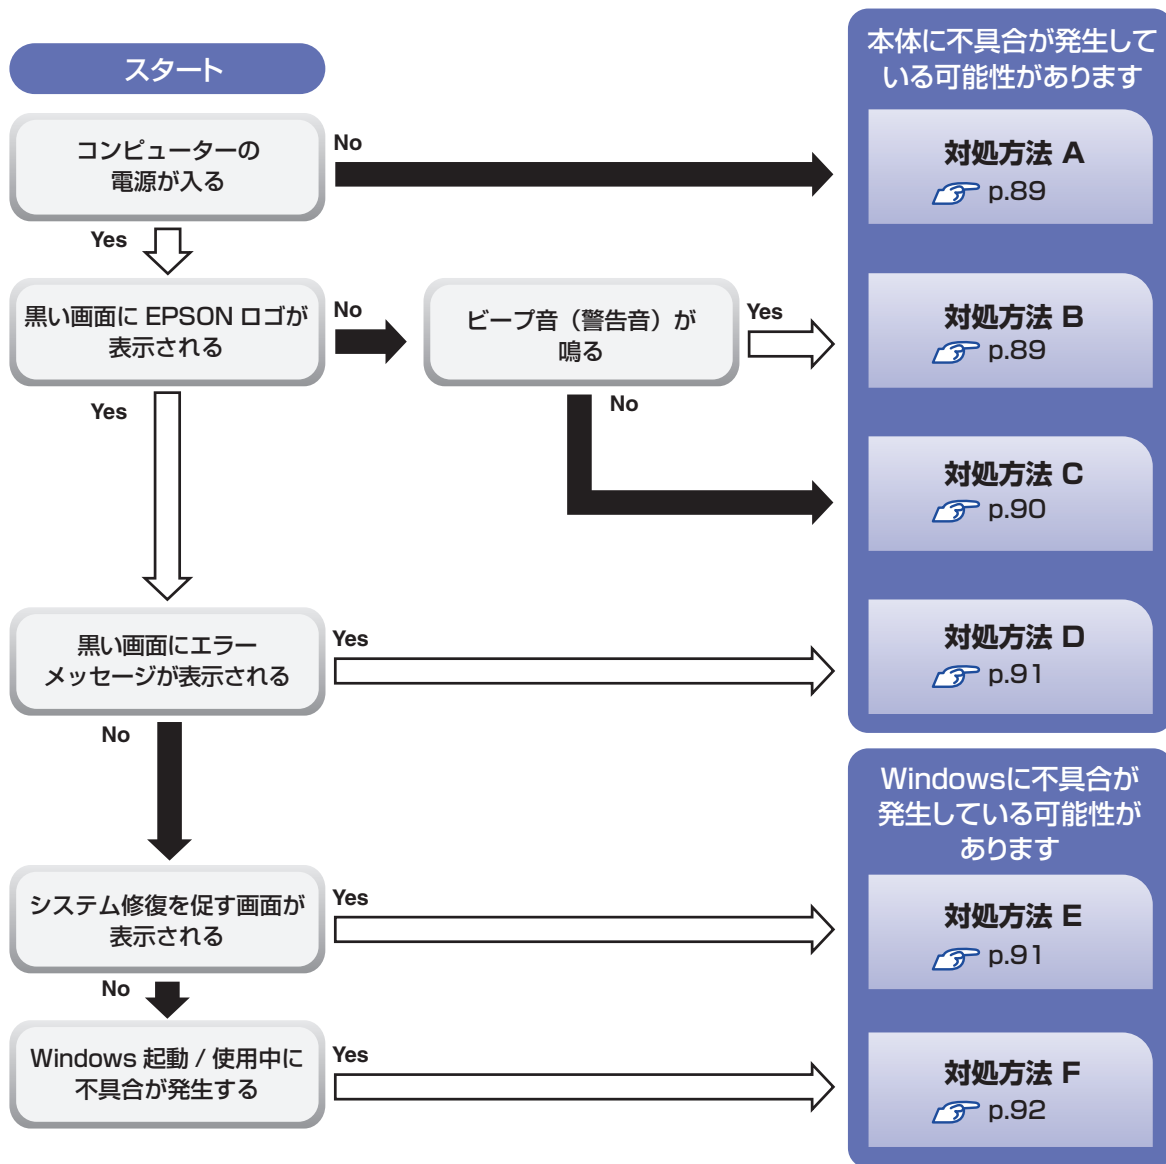 スタート
コンピューターの
電源が入る
No
Yes
黒い画面に EPSON ロゴが
表示される
No
ビープ音（警告音）が
鳴る
Yes
No
Yes
黒い画面にエラー
メッセージが表示される
Yes
No
システム修復を促す画面が
表示される
Yes
No
Windows 起動 / 使用中に
不具合が発生する
Yes
本体に不具合が発生して
いる可能性があります
対処方法 A
p.89
対処方法 B
p.89
対処方法 C
p.90
対処方法 D
p.91
Windowsに不具合が
発生している可能性が
あります
対処方法 E
p.91
対処方法 F
p.92